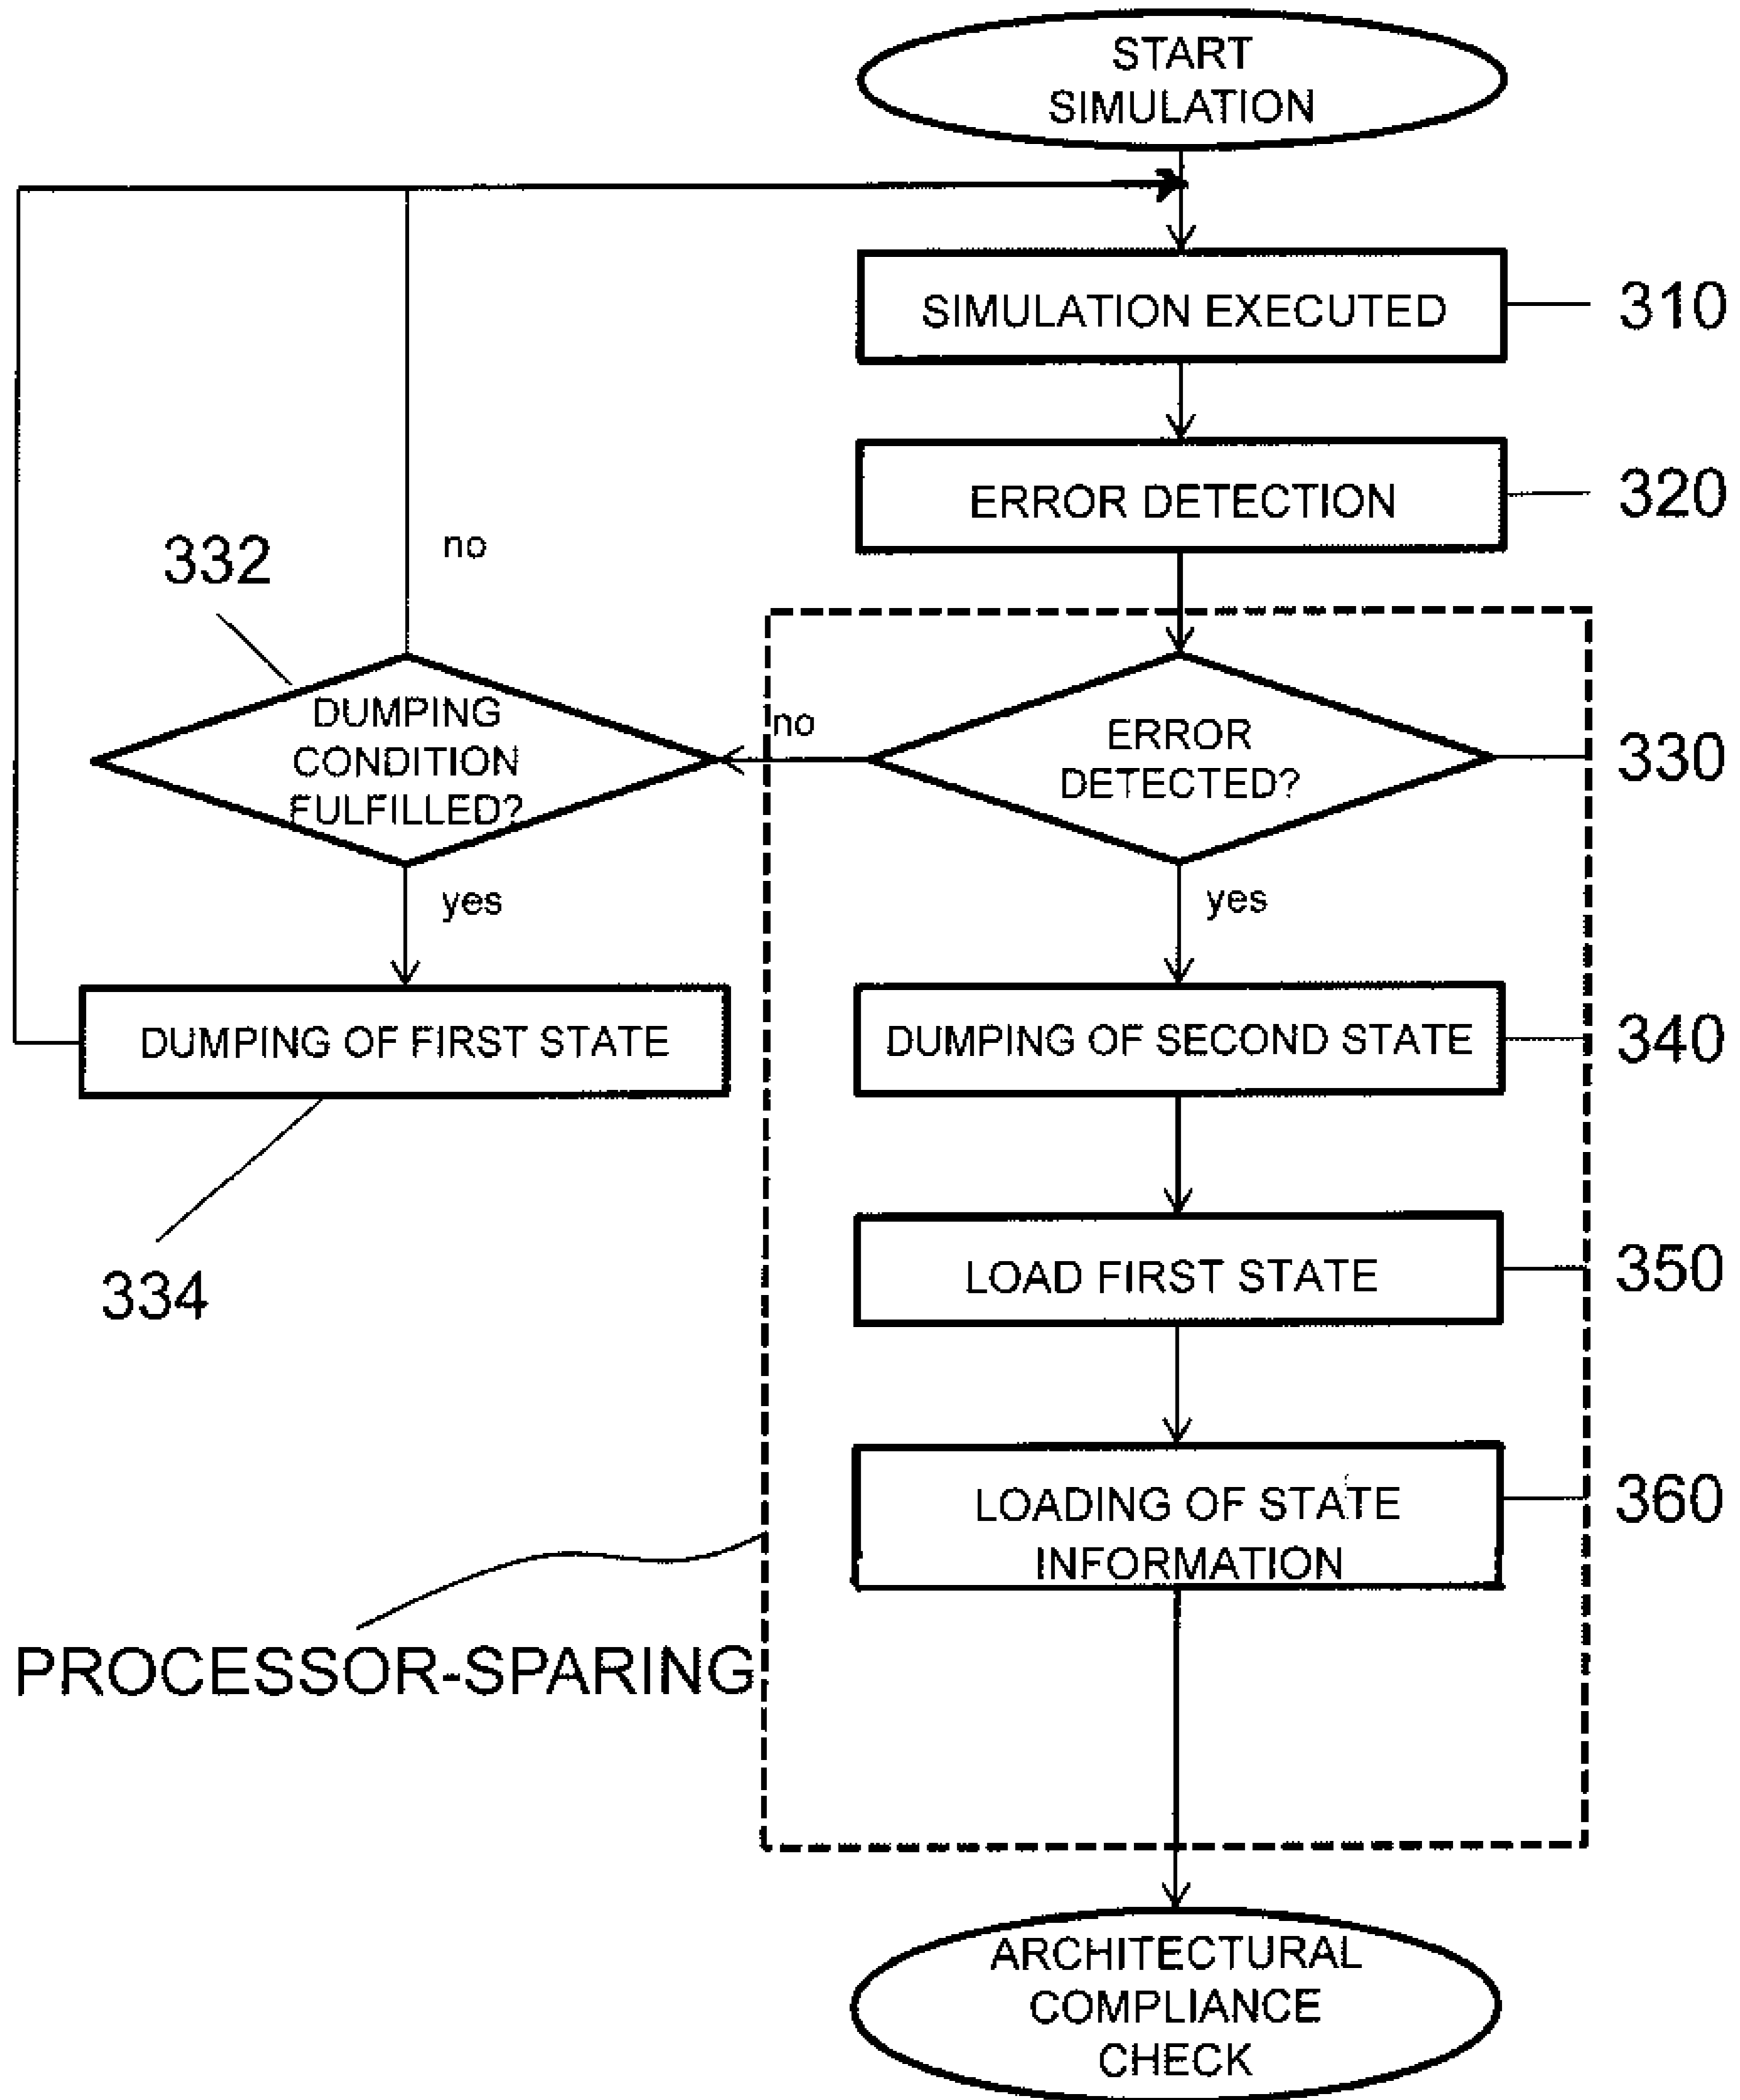 START
SIMULATION
SIMULATION EXECUTED
310
ERROR DETECTION
320
332
no
DUMPING
CONDITION
FULFILLED?
no
ERROR
DETECTED?
330
yes
yes
DUMPING OF FIRST STATE
DUMPING OF SECOND STATE
340
334
LOAD FIRST STATE
350
LOADING OF STATE
INFORMATION
360
PROCESSOR-SPARING
ARCHITECTURAL
COMPLIANCE
CHECK